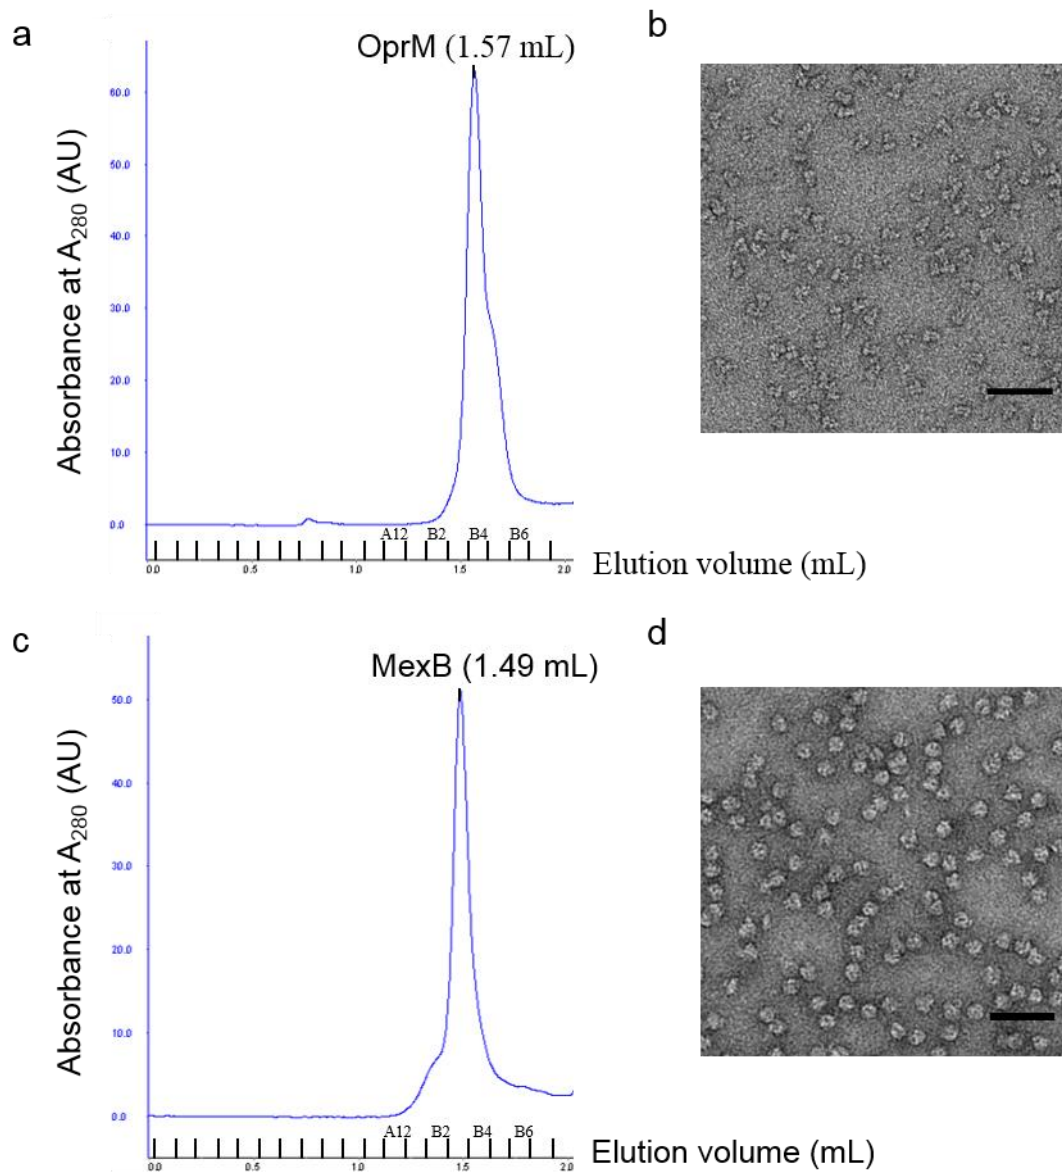 a
OprM (1.57 mL)
Absorbance at A280 (AU)
60.0
50.0
40.0
30.0
20.0
10.0
0.0
A12 B2 B4 B6
0.0 0.5 1.0 1.5 2.0
Elution volume (mL)
b
c
MexB (1.49 mL)
Absorbance at A280 (AU)
50.0
40.0
30.0
20.0
10.0
0.0
A12 B2 B4 B6
0.0 0.5 1.0 1.5 2.0
Elution volume (mL)
d